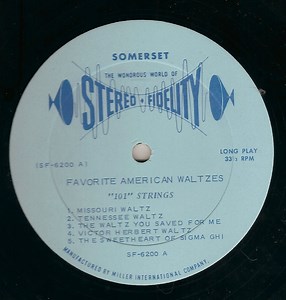 SOMERSET
THE WONDROUS WORLD OF
STEREO-FIDELITY
LONG PLAY
33⅓ RPM
(SF-6200 A)
FAVORITE AMERICAN WALTZES
"101" STRINGS
1. MISSOURI WALTZ
2. TENNESSEE WALTZ
3. THE WALTZ YOU SAVED FOR ME
4. VICTOR HERBERT WALTZ
5. THE SWEETHEART OF SIGMA CHI
SF-6200 A
MANUFACTURED BY MILLER INTERNATIONAL COMPANY,